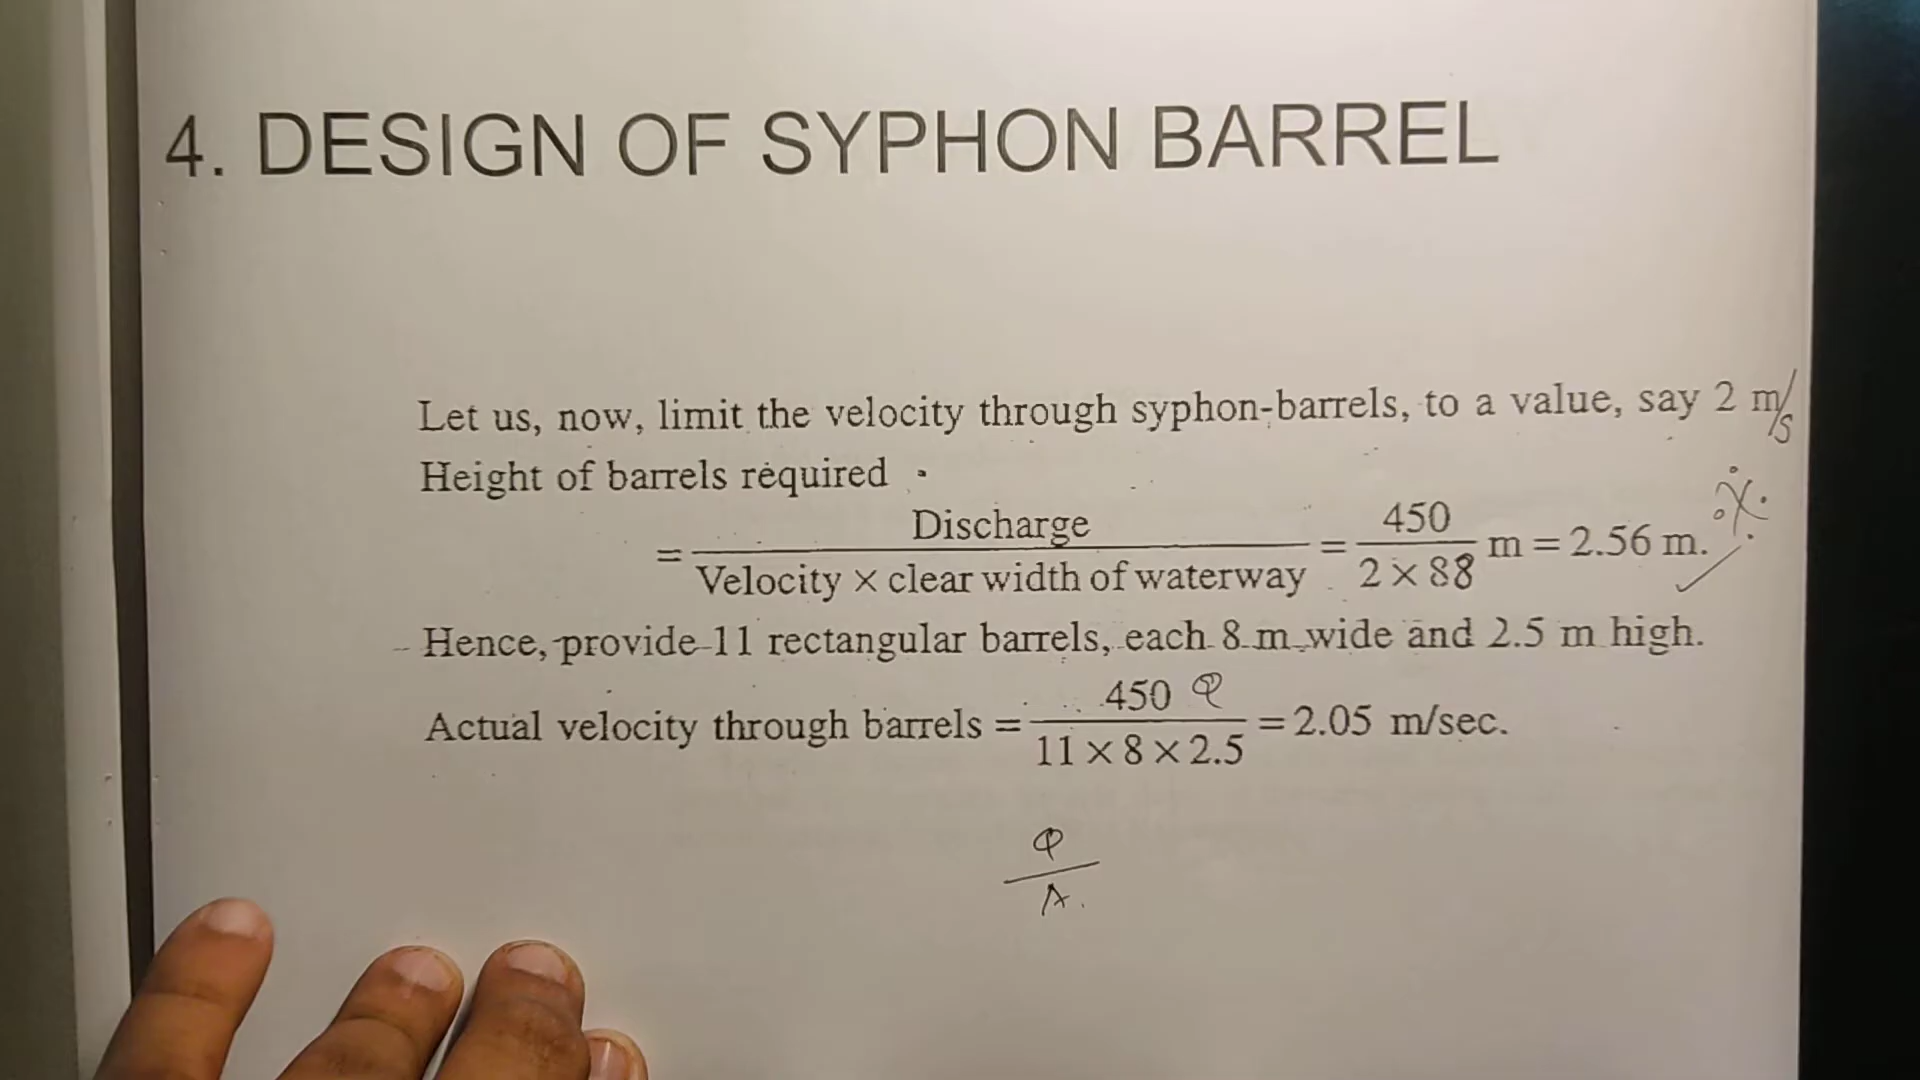 4. DESIGN OF SYPHON BARREL
Let us, now, limit the velocity through syphon-barrels, to a value, say 2 m/s
Height of barrels required
= Discharge / Velocity × clear width of waterway = 450 / 2 × 88 m = 2.56 m.
Hence, provide 11 rectangular barrels, each 8 m wide and 2.5 m high.
Actual velocity through barrels = 450 Q / 11 × 8 × 2.5 = 2.05 m/sec.
Q
A.